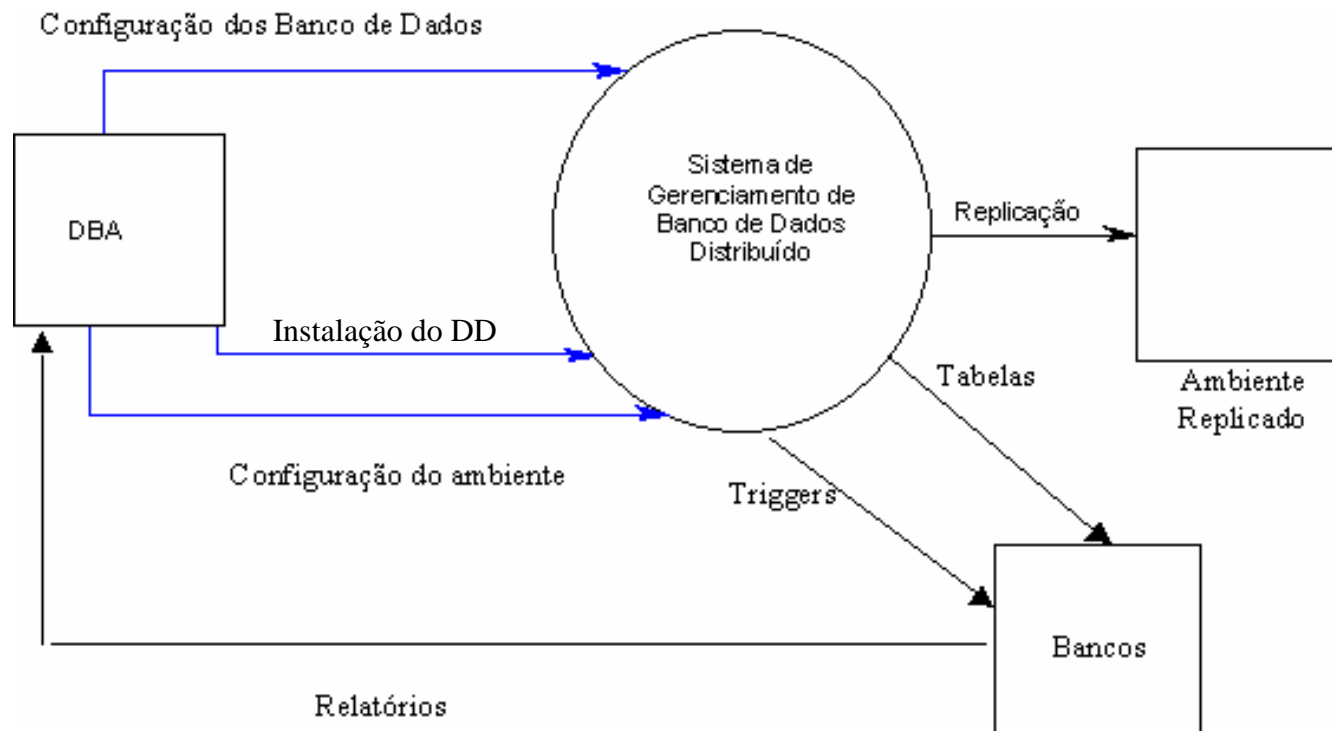 Configuração dos Banco de Dados
DBA
Sistema de
Gerenciamento de
Banco de Dados
Distribuído
Replicação
Instalação do DD
Tabelas
Ambiente
Replicado
Configuração do ambiente
Triggers
Bancos
Relatórios